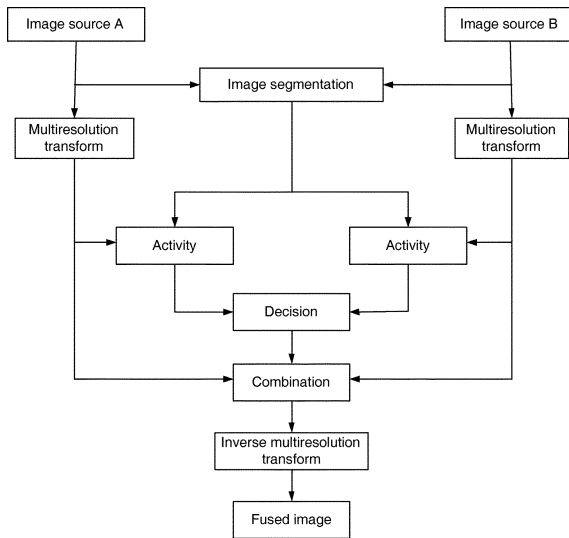 Image source A
Image source B
Image segmentation
Multiresolution
transform
Multiresolution
transform
Activity
Activity
Decision
Combination
Inverse multiresolution
transform
Fused image